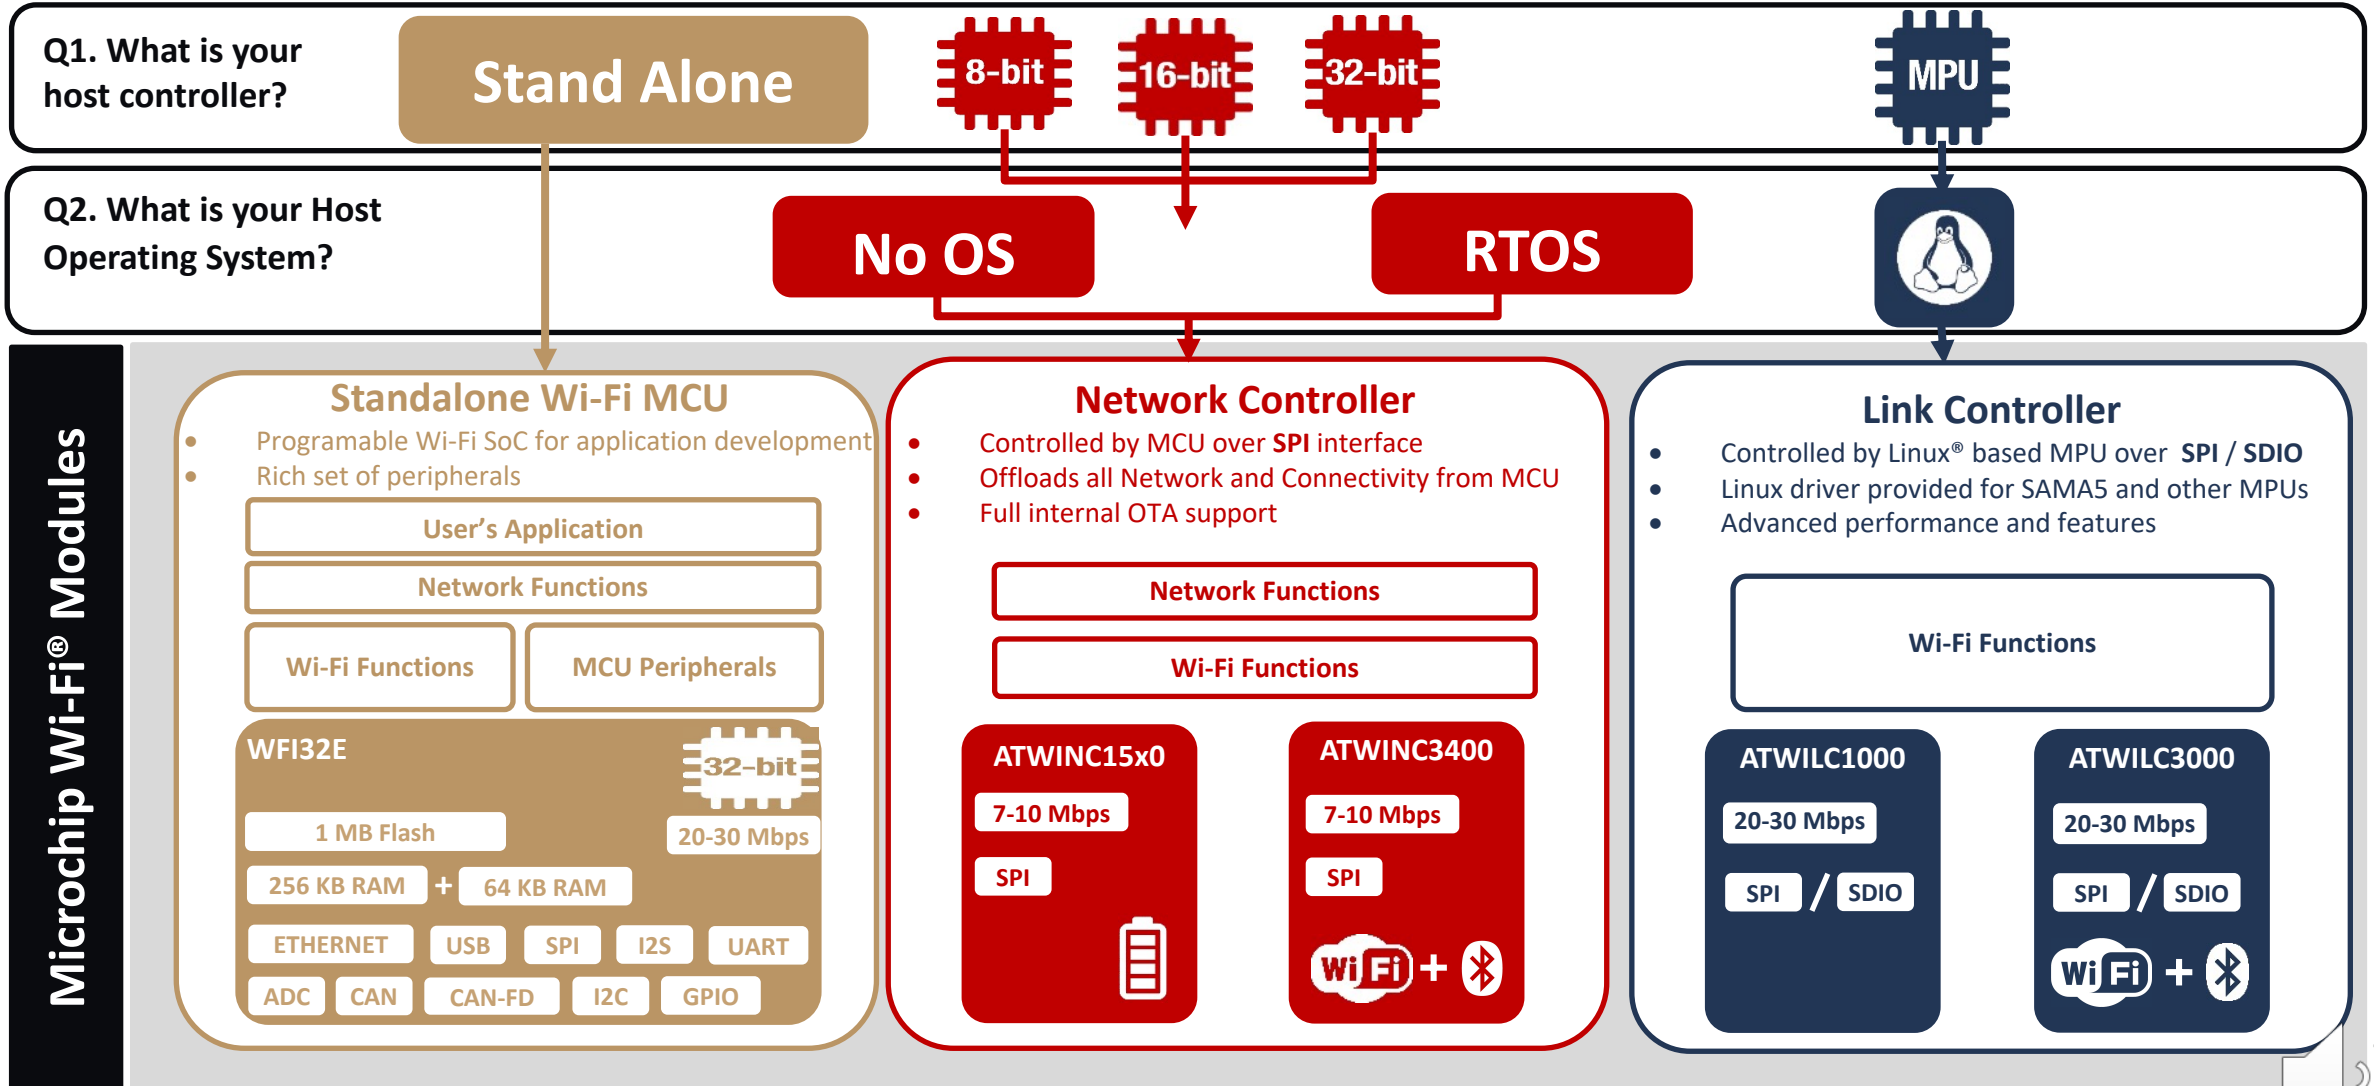 Q1. What is your
host controller?
Stand Alone
8-bit
16-bit
32-bit
MPU
Q2. What is your Host
Operating System?
No OS
RTOS
Microchip Wi-Fi® Modules
Standalone Wi-Fi MCU
• Programable Wi-Fi SoC for application development
• Rich set of peripherals
User's Application
Network Functions
Wi-Fi Functions
MCU Peripherals
WFI32E
32-bit
1 MB Flash
20-30 Mbps
256 KB RAM + 64 KB RAM
ETHERNET USB SPI I2S UART
ADC CAN CAN-FD I2C GPIO
Network Controller
• Controlled by MCU over SPI interface
• Offloads all Network and Connectivity from MCU
• Full internal OTA support
Network Functions
Wi-Fi Functions
ATWINC15x0
7-10 Mbps
SPI
ATWINC3400
7-10 Mbps
SPI
Wi Fi +
Link Controller
• Controlled by Linux® based MPU over SPI / SDIO
• Linux driver provided for SAMA5 and other MPUs
• Advanced performance and features
Wi-Fi Functions
ATWILC1000
20-30 Mbps
SPI / SDIO
ATWILC3000
20-30 Mbps
SPI / SDIO
Wi Fi +